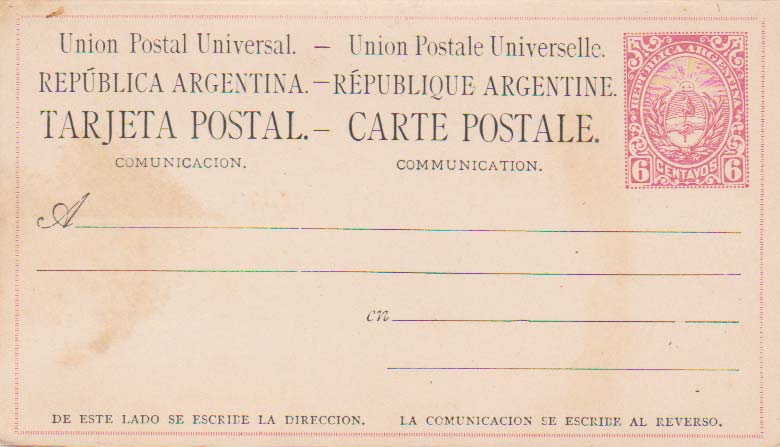 Union Postal Universal. – Union Postale Universelle.
REPÚBLICA ARGENTINA. – RÉPUBLIQUE ARGENTINE.
TARJETA POSTAL. – CARTE POSTALE.
COMUNICACION. COMMUNICATION.
REPUBLICA ARGENTINA
6 CENTAVOS 6
A
en
DE ESTE LADO SE ESCRIBE LA DIRECCION. LA COMUNICACION SE ESCRIBE AL REVERSO.